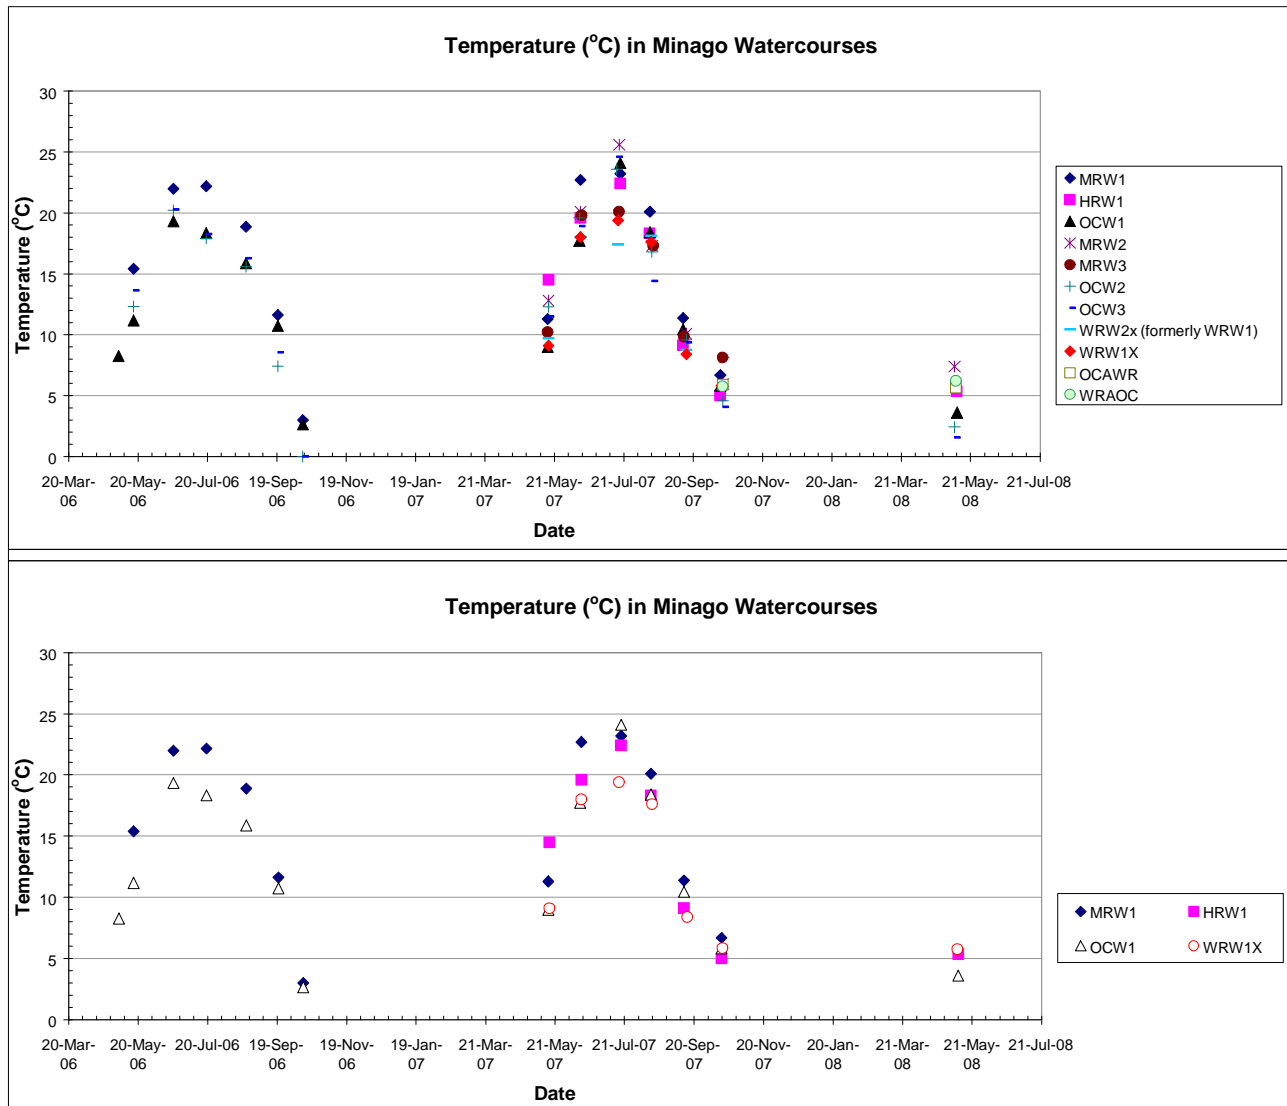 Temperature (oC) in Minago Watercourses
30
25
20
15
10
5
0
Temperature (oC)
20-Mar-06
20-May-06
20-Jul-06
19-Sep-06
19-Nov-06
19-Jan-07
21-Mar-07
21-May-07
21-Jul-07
20-Sep-07
20-Nov-07
20-Jan-08
21-Mar-08
21-May-08
21-Jul-08
Date
MRW1
HRW1
OCW1
MRW2
MRW3
OCW2
OCW3
WRW2x (formerly WRW1)
WRW1X
OCAWR
WRAOC
Temperature (oC) in Minago Watercourses
30
25
20
15
10
5
0
Temperature (oC)
20-Mar-06
20-May-06
20-Jul-06
19-Sep-06
19-Nov-06
19-Jan-07
21-Mar-07
21-May-07
21-Jul-07
20-Sep-07
20-Nov-07
20-Jan-08
21-Mar-08
21-May-08
21-Jul-08
Date
MRW1 HRW1
OCW1 WRW1X